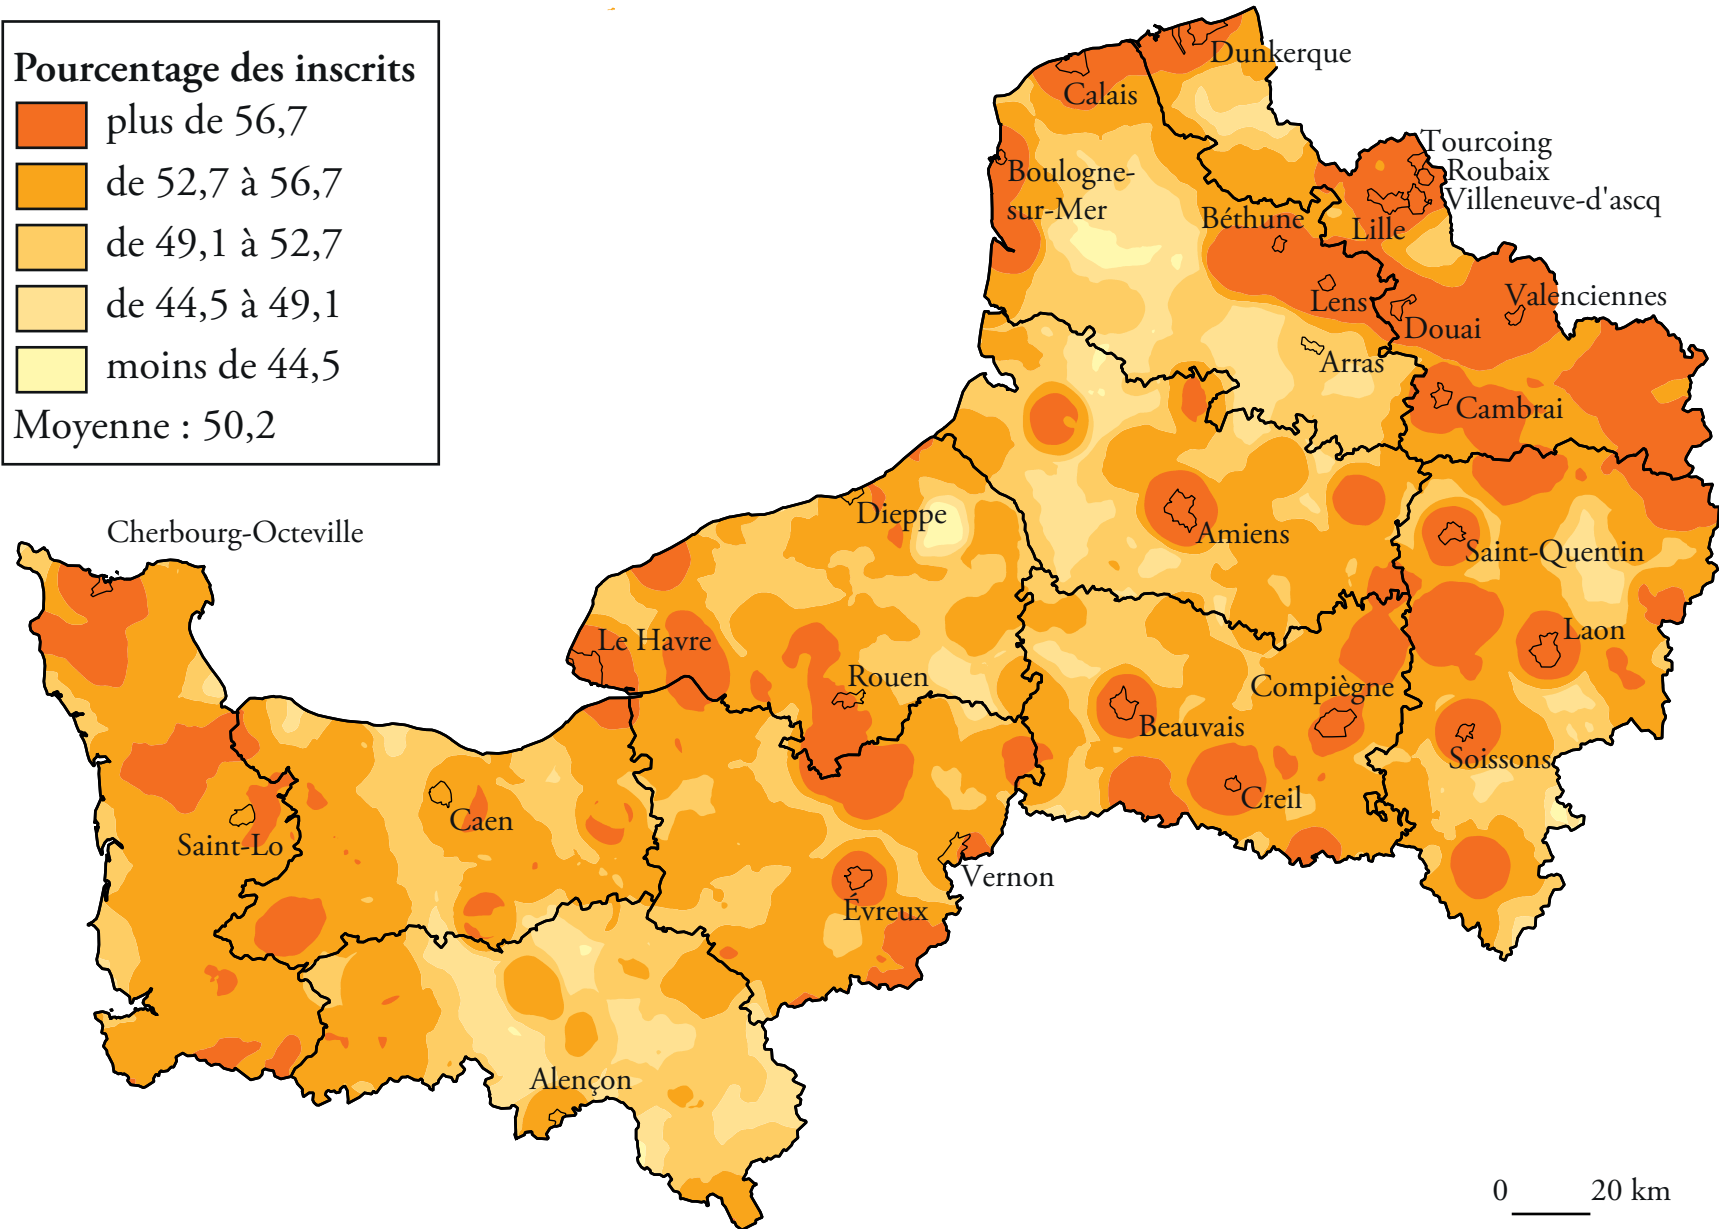 Pourcentage des inscrits
plus de 56,7
de 52,7 à 56,7
de 49,1 à 52,7
de 44,5 à 49,1
moins de 44,5
Moyenne : 50,2
Dunkerque
Calais
Tourcoing
Roubaix
Villeneuve-d'ascq
Boulogne-
sur-Mer
Béthune
Lille
Lens
Valenciennes
Douai
Arras
Cambrai
Dieppe
Amiens
Saint-Quentin
Cherbourg-Octeville
Le Havre
Laon
Rouen
Compiègne
Beauvais
Soissons
Creil
Caen
Saint-Lo
Vernon
Évreux
Alençon
0 20 km